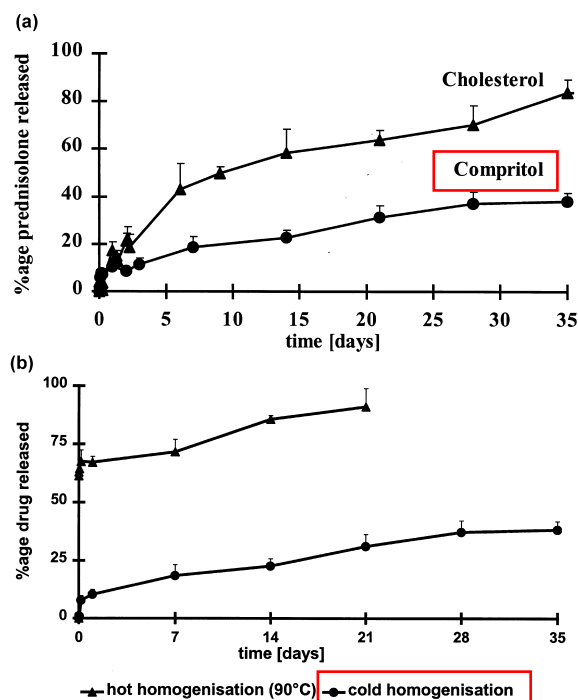 (a)
%age prednisolone released
100
80
60
40
20
0
Cholesterol
Compritol
0 5 10 15 20 25 30 35
time [days]
(b)
%age drug released
100
75
50
25
0
0 7 14 21 28 35
time [days]
hot homogenisation (90°C) cold homogenisation